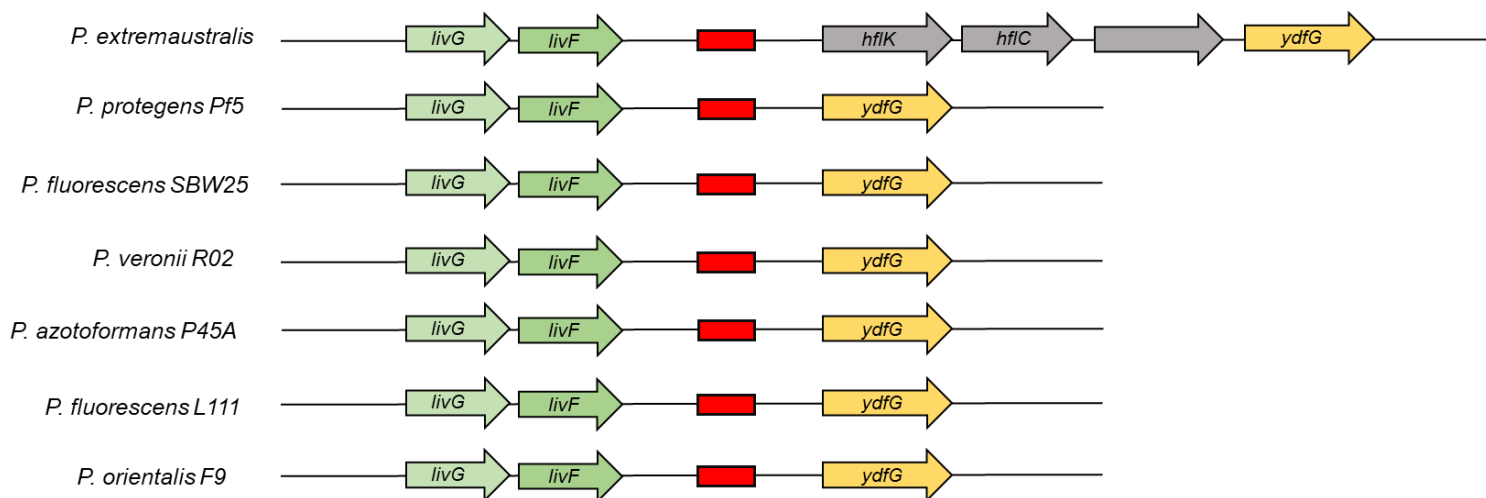 P. extremaustralis livG livF hflK hflC ydfG
P. protegens Pf5 livG livF ydfG
P. fluorescens SBW25 livG livF ydfG
P. veronii R02 livG livF ydfG
P. azotoformans P45A livG livF ydfG
P. fluorescens L111 livG livF ydfG
P. orientalis F9 livG livF ydfG